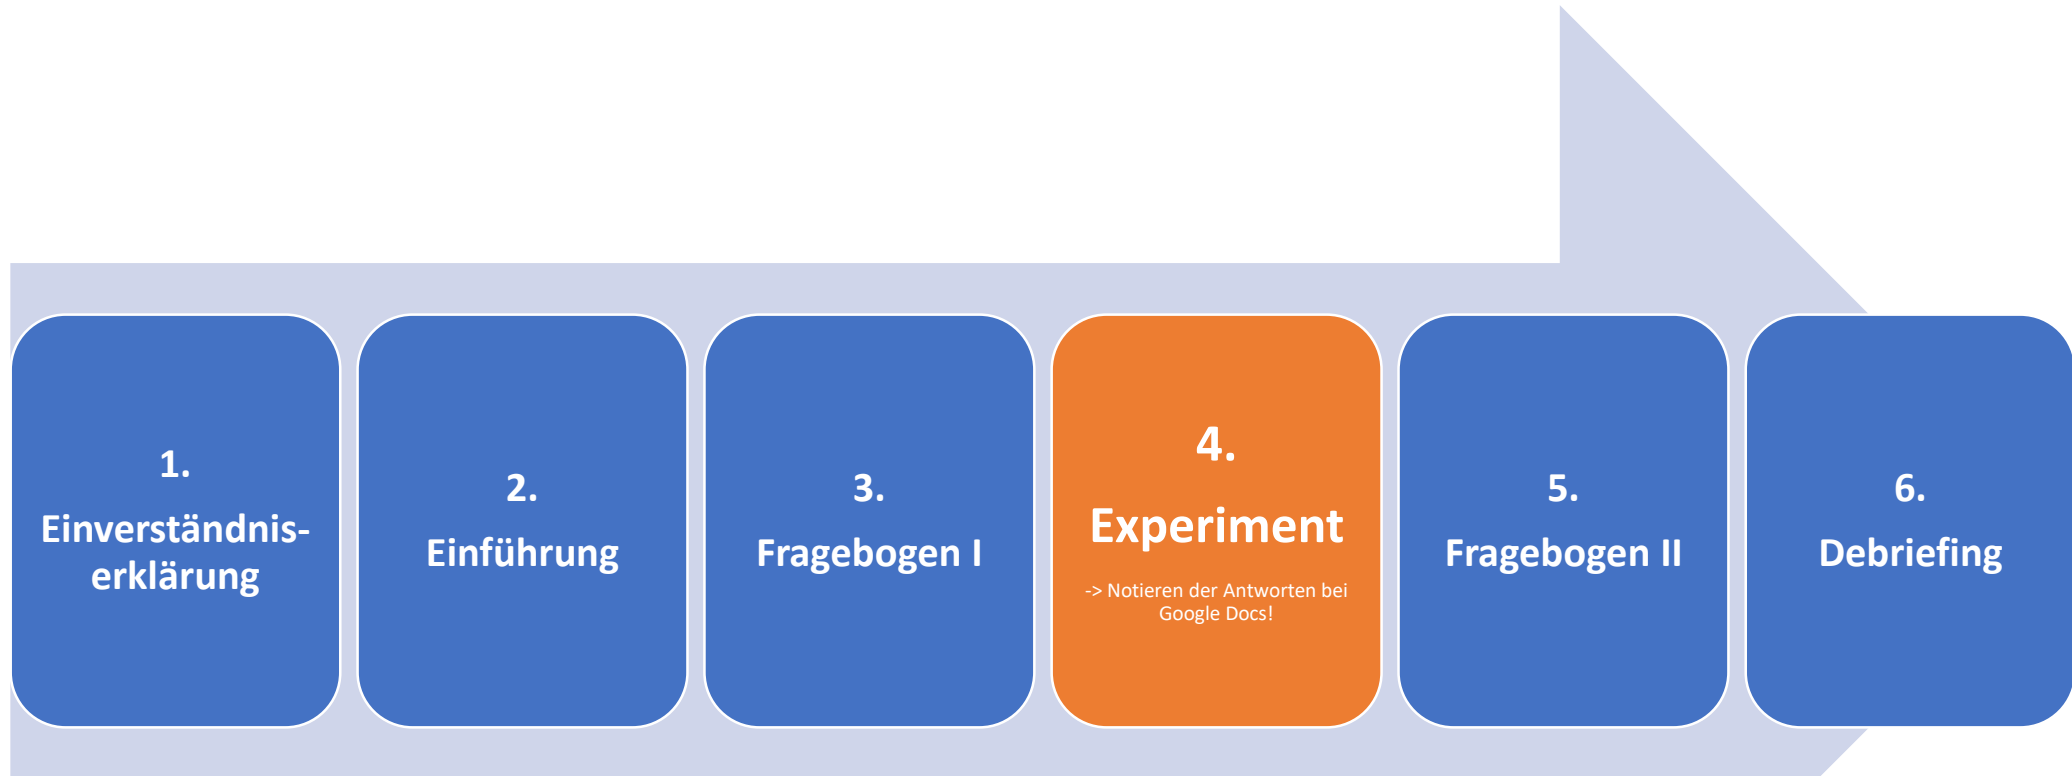 1.
Einverständnis-
erklärung
2.
Einführung
3.
Fragebogen I
4.
Experiment
-> Notieren der Antworten bei
Google Docs!
5.
Fragebogen II
6.
Debriefing